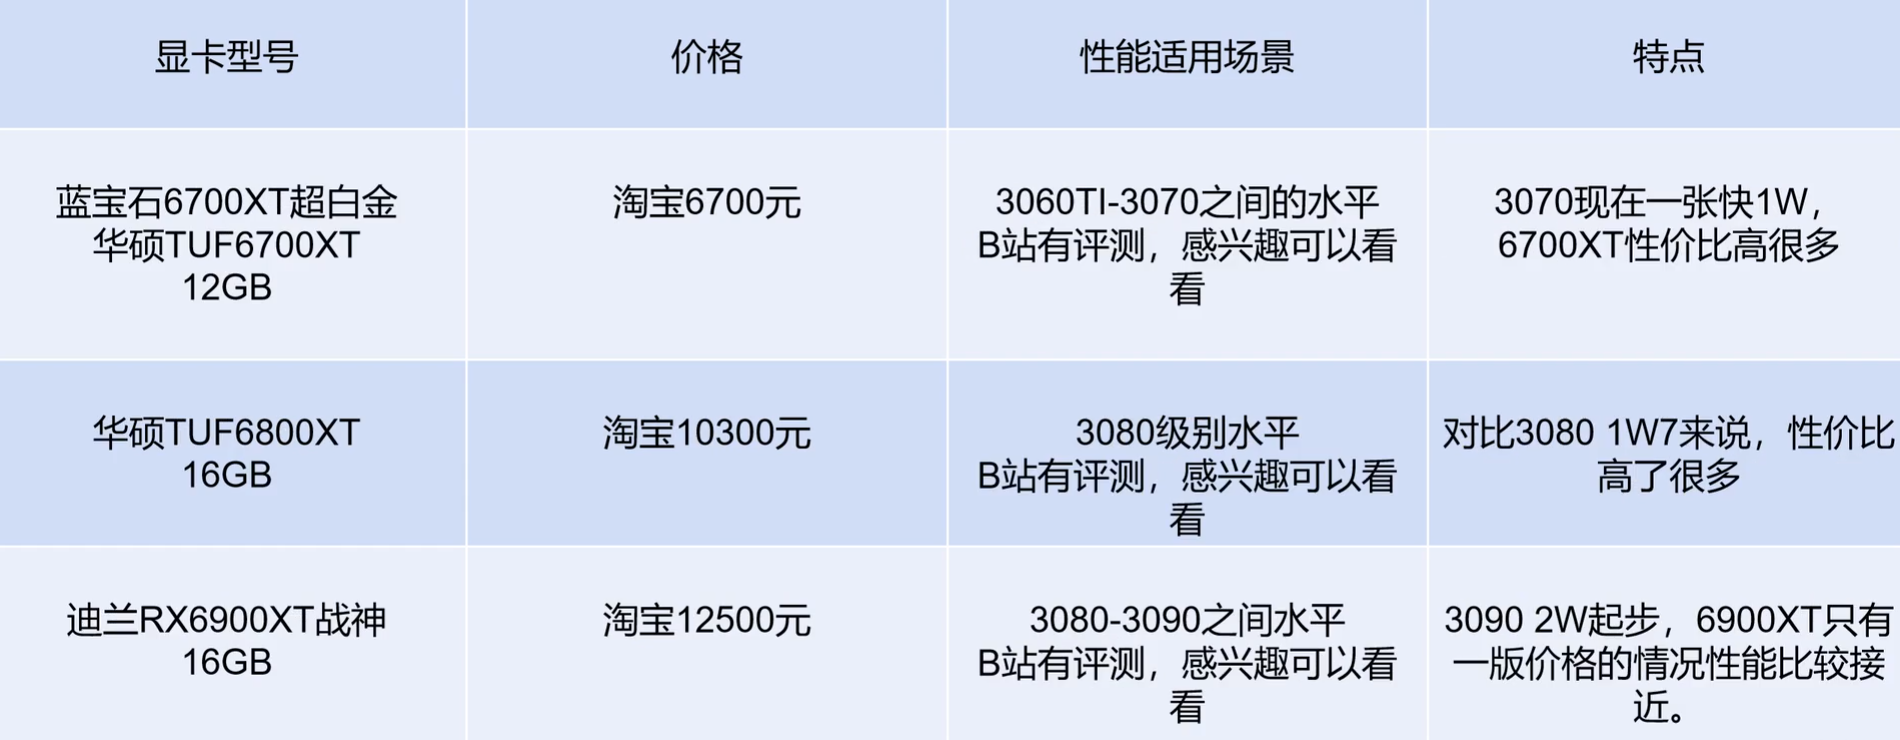 显卡型号
价格
性能适用场景
特点
蓝宝石6700XT超白金
华硕TUF6700XT
12GB
淘宝6700元
3060TI-3070之间的水平
B站有评测，感兴趣可以看
看
3070现在一张快1W，
6700XT性价比高很多
华硕TUF6800XT
16GB
淘宝10300元
3080级别水平
B站有评测，感兴趣可以看
看
对比3080 1W7来说，性价比
高了很多
迪兰RX6900XT战神
16GB
淘宝12500元
3080-3090之间水平
B站有评测，感兴趣可以看
看
3090 2W起步，6900XT只有
一版价格的情况性能比较接
近。